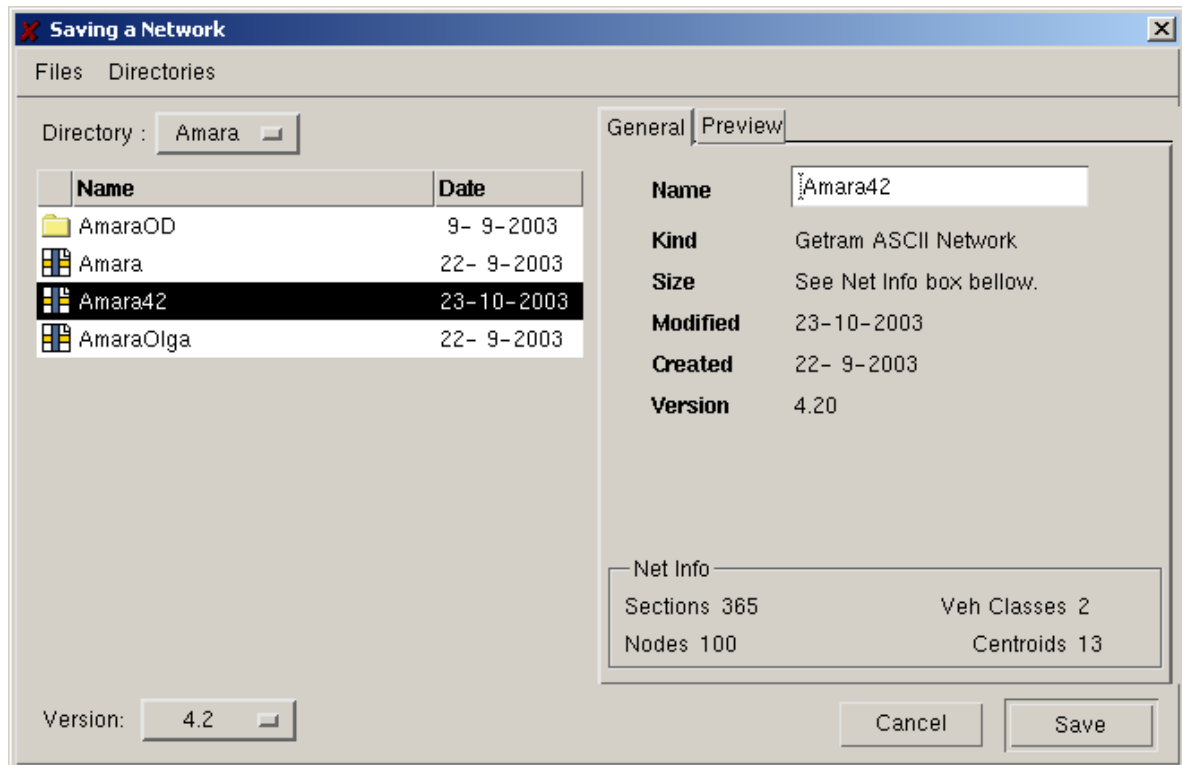 Saving a Network
Files Directories
Directory : Amara
Name Date
AmaraOD 9- 9-2003
Amara 22- 9-2003
Amara42 23-10-2003
AmaraOlga 22- 9-2003
General Preview
Name Amara42
Kind Getram ASCII Network
Size See Net Info box bellow.
Modified 23-10-2003
Created 22- 9-2003
Version 4.20
Net Info
Sections 365 Veh Classes 2
Nodes 100 Centroids 13
Version: 4.2
Cancel Save